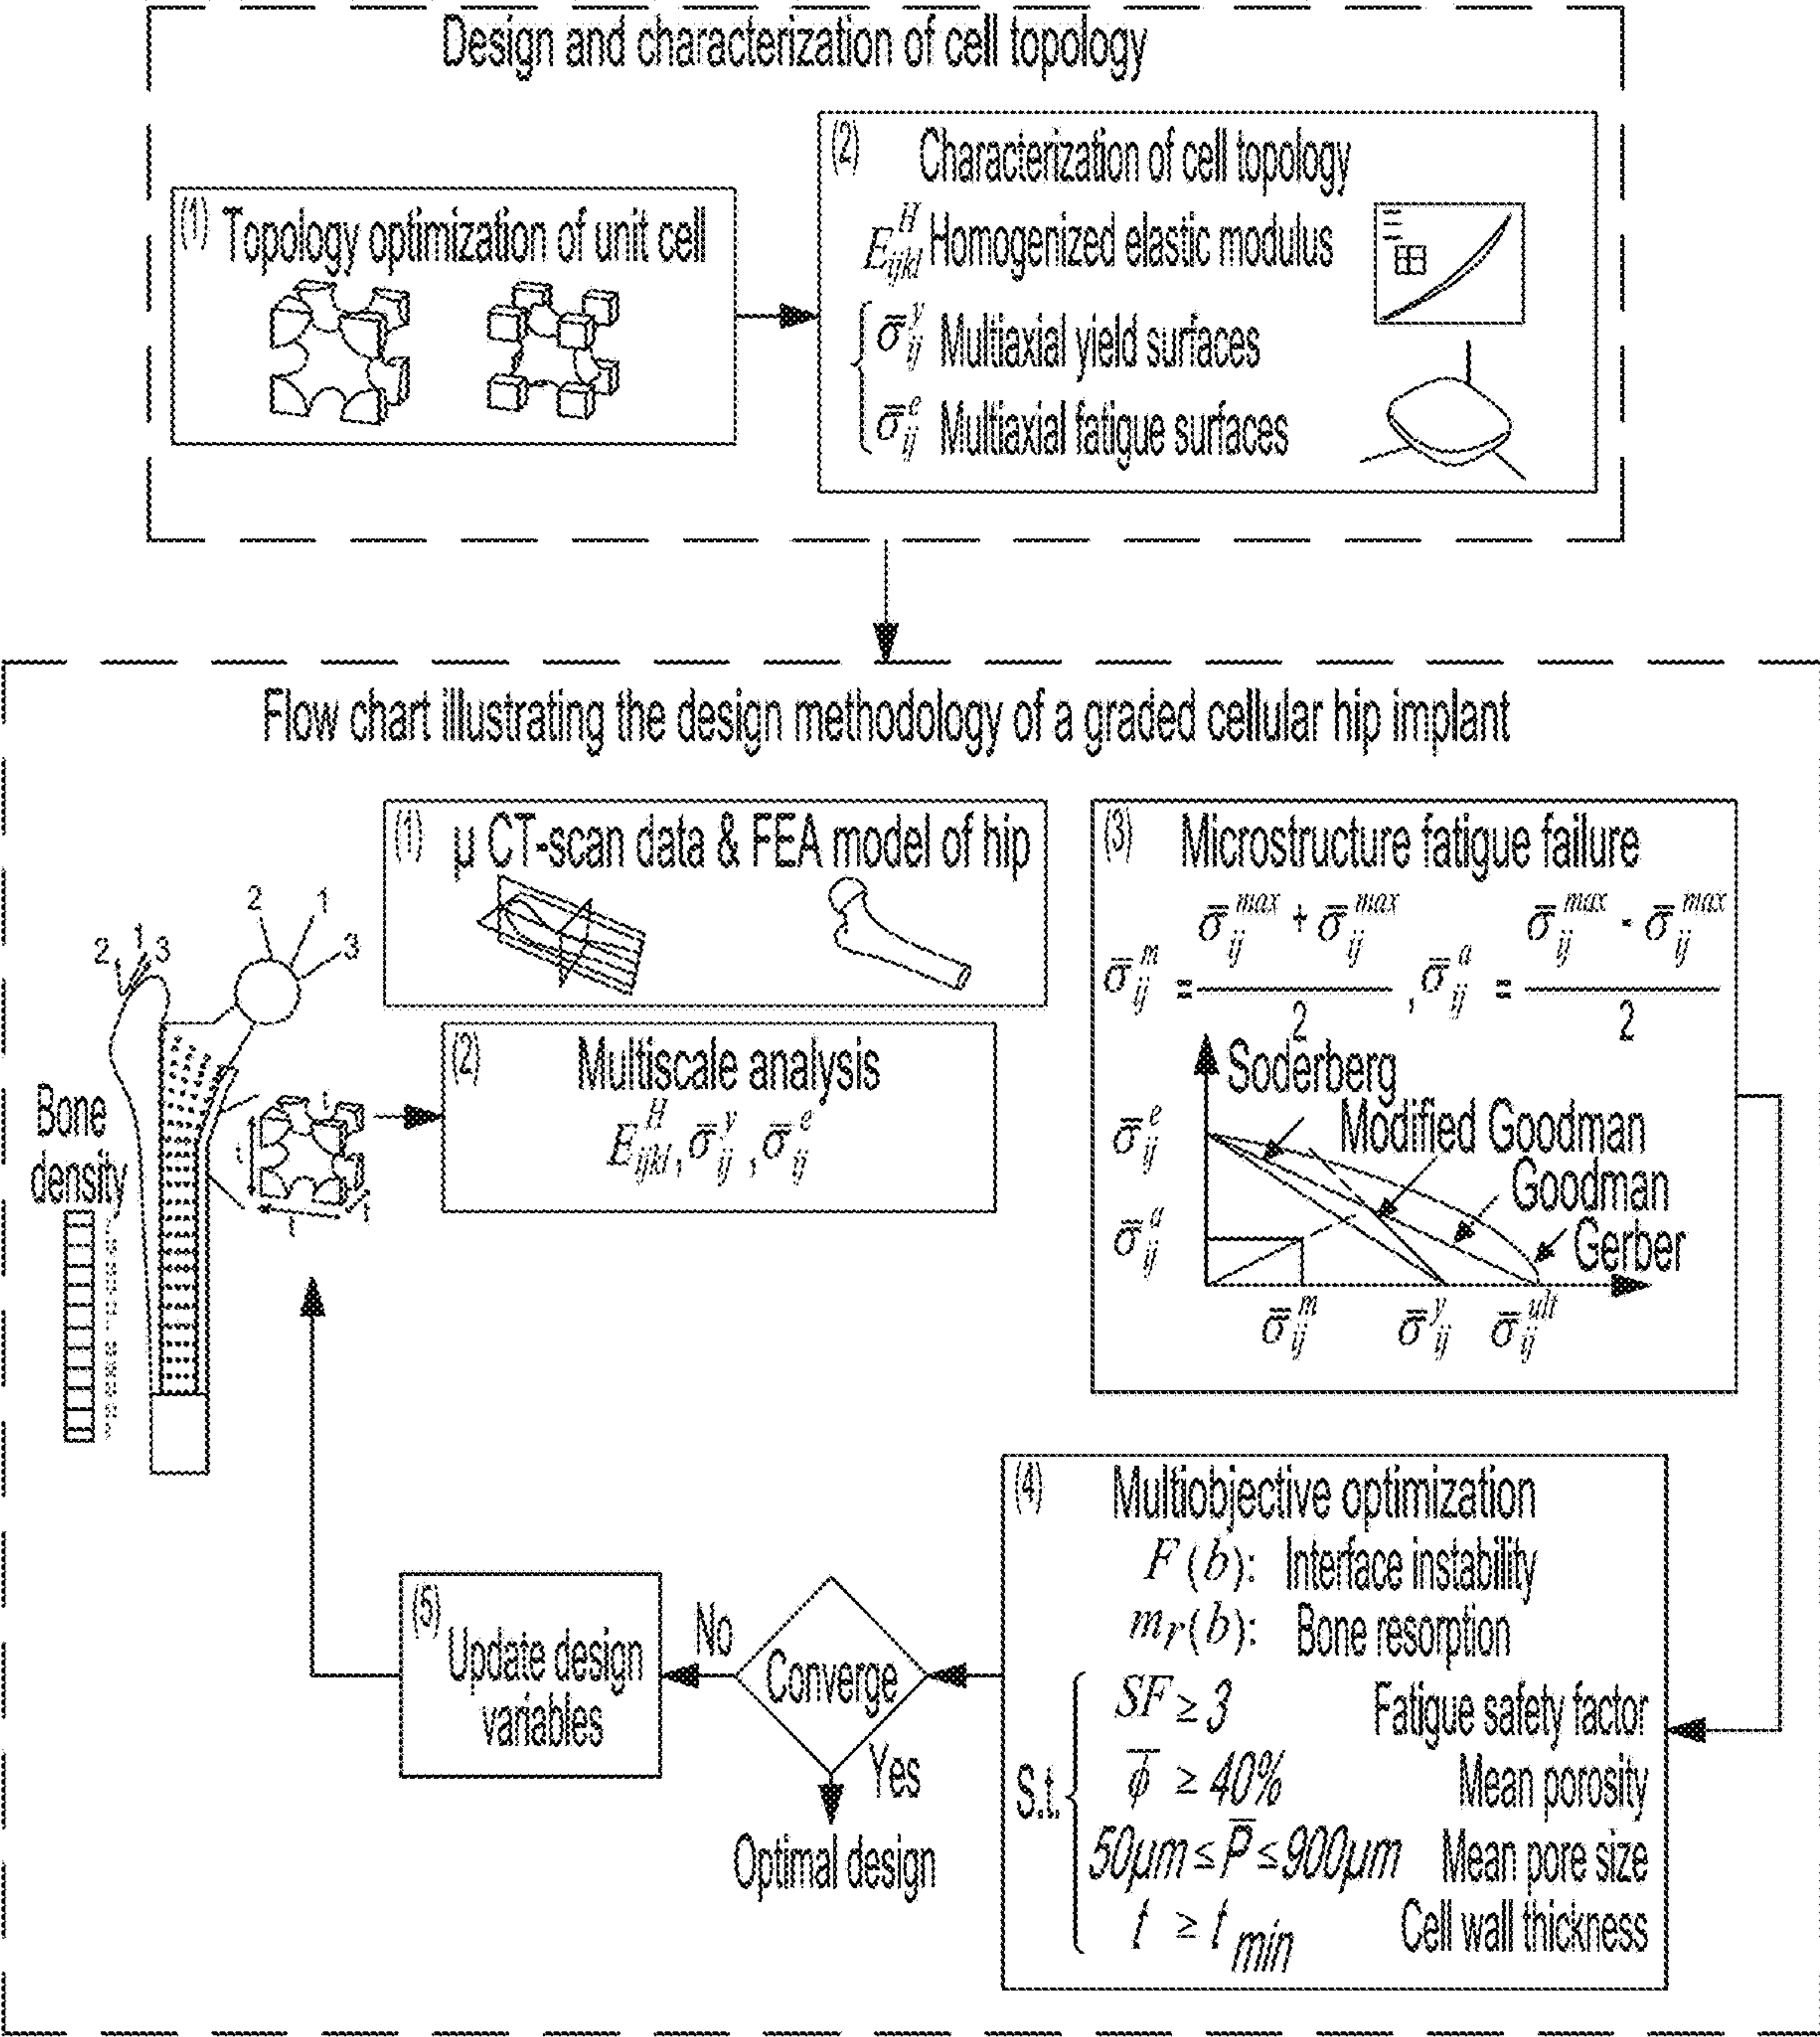 Design and characterization of cell topology
(1) Topology optimization of unit cell
(2) Characterization of cell topology
E^H_ijkl Homogenized elastic modulus
σ̄^y_ij Multiaxial yield surfaces
σ̄^e_ij Multiaxial fatigue surfaces
Flow chart illustrating the design methodology of a graded cellular hip implant
(1) µ CT-scan data & FEA model of hip
2 1 3
2 1 3
Bone
density
(2) Multiscale analysis
E^H_ijkl, σ̄^y_ij, σ̄^e_ij
(3) Microstructure fatigue failure
σ̄^m_ij = (σ̄^max_ij + σ̄^max_ij) / 2 , σ̄^a_ij = (σ̄^max_ij - σ̄^max_ij) / 2
Soderberg
Modified Goodman
Goodman
Gerber
σ̄^e_ij
σ̄^a_ij
σ̄^m_ij σ̄^y_ij σ̄^ult_ij
(4) Multiobjective optimization
F(b): Interface instability
m_r(b): Bone resorption
S.t.
SF ≥ 3 Fatigue safety factor
ϕ̄ ≥ 40% Mean porosity
50µm ≤ P̄ ≤ 900µm Mean pore size
t ≥ t min Cell wall thickness
Converge
No
Yes
Optimal design
(5) Update design
variables